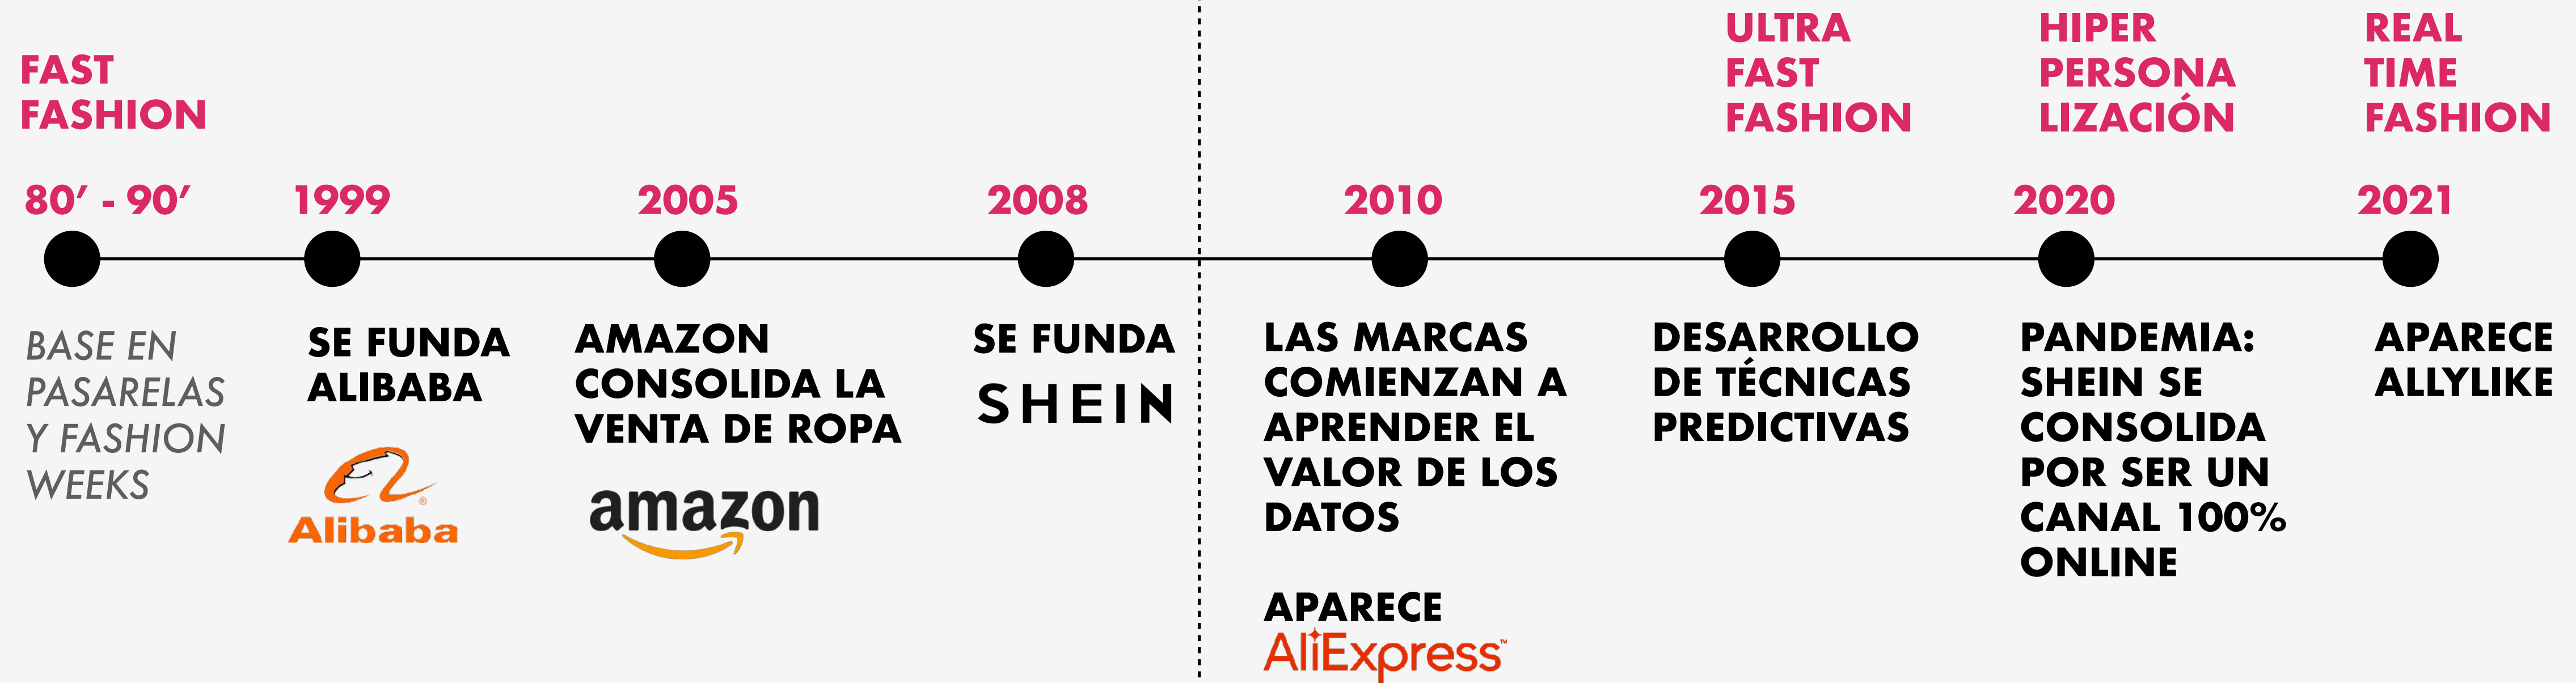 FAST
FASHION
80’ - 90’
BASE EN
PASARELAS
Y FASHION
WEEKS
1999
SE FUNDA
ALIBABA
Alibaba
2005
AMAZON
CONSOLIDA LA
VENTA DE ROPA
amazon
2008
SE FUNDA
SHEIN
2010
LAS MARCAS
COMIENZAN A
APRENDER EL
VALOR DE LOS
DATOS
APARECE
AliExpress™
ULTRA
FAST
FASHION
2015
DESARROLLO
DE TÉCNICAS
PREDICTIVAS
HIPER
PERSONA
LIZACIÓN
2020
PANDEMIA:
SHEIN SE
CONSOLIDA
POR SER UN
CANAL 100%
ONLINE
REAL
TIME
FASHION
2021
APARECE
ALLYLIKE